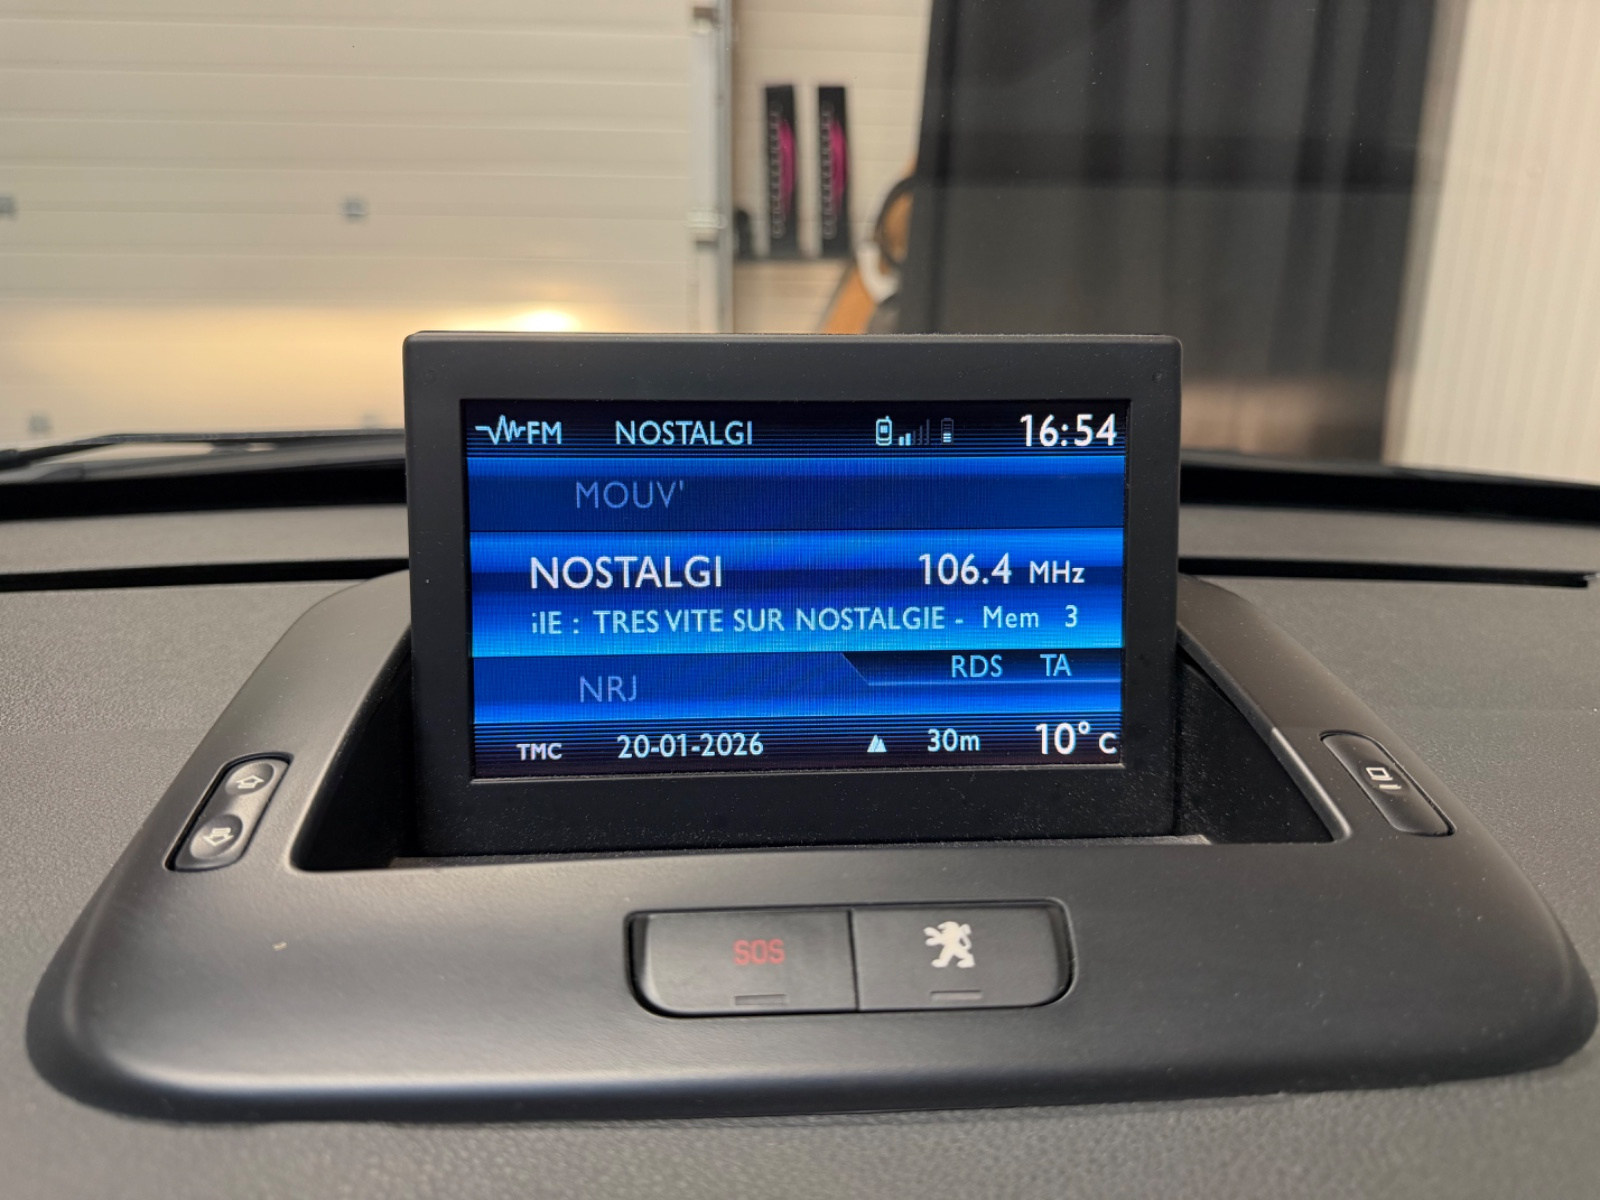 FM NOSTALGI 16:54
MOUV'
NOSTALGI 106.4 MHz
iIE : TRES VITE SUR NOSTALGIE - Mem 3
RDS TA
NRJ
TMC 20-01-2026 30m 10° c
SOS